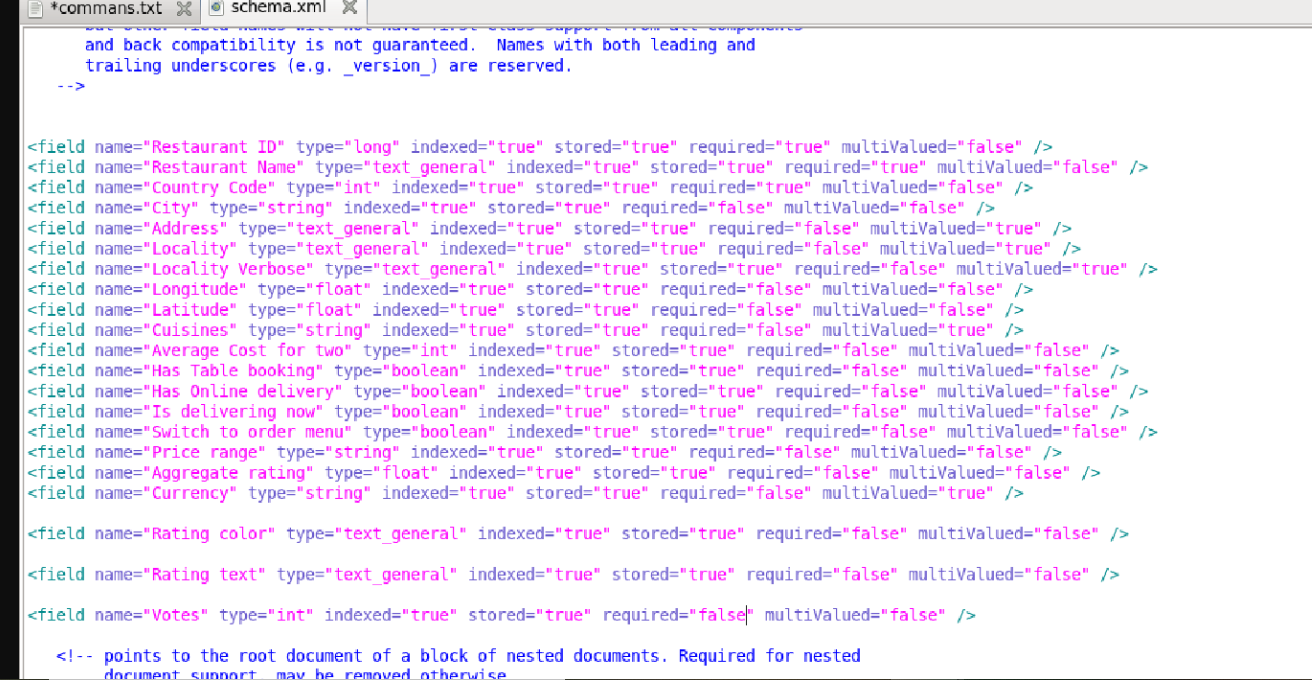 *commans.txt
schema.xml
but other field names will not have first class support from all components
and back compatibility is not guaranteed.  Names with both leading and
trailing underscores (e.g. _version_) are reserved.
-->
<field name="Restaurant ID" type="long" indexed="true" stored="true" required="true" multiValued="false" />
<field name="Restaurant Name" type="text_general" indexed="true" stored="true" required="true" multiValued="false" />
<field name="Country Code" type="int" indexed="true" stored="true" required="true" multiValued="false" />
<field name="City" type="string" indexed="true" stored="true" required="false" multiValued="false" />
<field name="Address" type="text_general" indexed="true" stored="true" required="false" multiValued="true" />
<field name="Locality" type="text_general" indexed="true" stored="true" required="false" multiValued="true" />
<field name="Locality Verbose" type="text_general" indexed="true" stored="true" required="false" multiValued="true" />
<field name="Longitude" type="float" indexed="true" stored="true" required="false" multiValued="false" />
<field name="Latitude" type="float" indexed="true" stored="true" required="false" multiValued="false" />
<field name="Cuisines" type="string" indexed="true" stored="true" required="false" multiValued="true" />
<field name="Average Cost for two" type="int" indexed="true" stored="true" required="false" multiValued="false" />
<field name="Has Table booking" type="boolean" indexed="true" stored="true" required="false" multiValued="false" />
<field name="Has Online delivery" type="boolean" indexed="true" stored="true" required="false" multiValued="false" />
<field name="Is delivering now" type="boolean" indexed="true" stored="true" required="false" multiValued="false" />
<field name="Switch to order menu" type="boolean" indexed="true" stored="true" required="false" multiValued="false" />
<field name="Price range" type="string" indexed="true" stored="true" required="false" multiValued="false" />
<field name="Aggregate rating" type="float" indexed="true" stored="true" required="false" multiValued="false" />
<field name="Currency" type="string" indexed="true" stored="true" required="false" multiValued="true" />
<field name="Rating color" type="text_general" indexed="true" stored="true" required="false" multiValued="false" />
<field name="Rating text" type="text_general" indexed="true" stored="true" required="false" multiValued="false" />
<field name="Votes" type="int" indexed="true" stored="true" required="false" multiValued="false" />
<!-- points to the root document of a block of nested documents. Required for nested
document support, may be removed otherwise